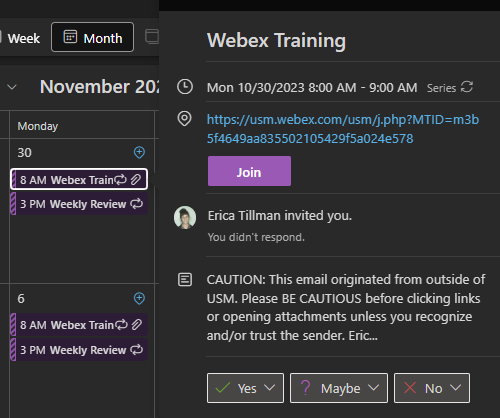 Week
Month
November 202
Monday
30
8 AM Webex Train
3 PM Weekly Review
6
8 AM Webex Train
3 PM Weekly Review
Webex Training
Mon 10/30/2023 8:00 AM - 9:00 AM Series
https://usm.webex.com/usm/j.php?MTID=m3b
5f4649aa835502105429f5a024e578
Join
Erica Tillman invited you.
You didn't respond.
CAUTION: This email originated from outside of
USM. Please BE CAUTIOUS before clicking links
or opening attachments unless you recognize
and/or trust the sender. Eric...
Yes
Maybe
No